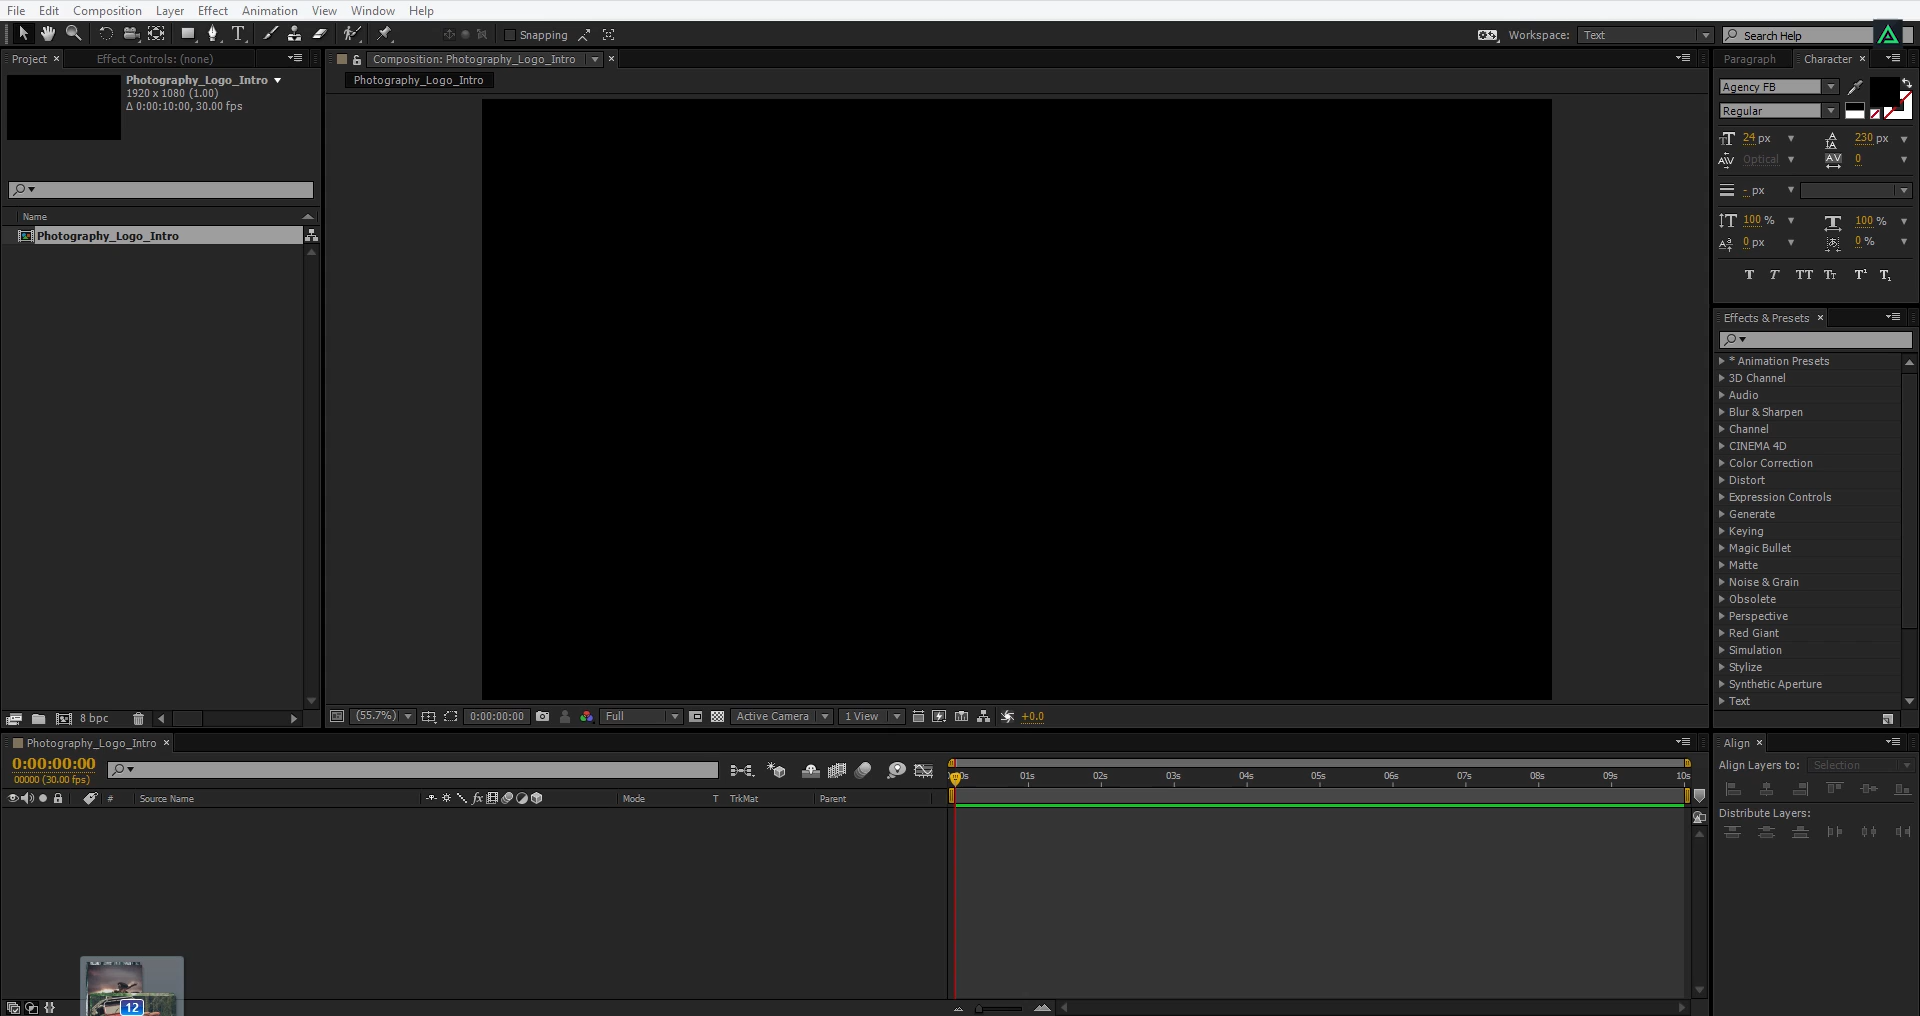 File Edit Composition Layer Effect Animation View Window Help
Snapping
Workspace: Text
Search Help
Project
Effect Controls: (none)
Photography_Logo_Intro
1920 x 1080 (1.00)
Δ 0:00:10:00, 30.00 fps
Name
Photography_Logo_Intro
8 bpc
Composition: Photography_Logo_Intro
Photography_Logo_Intro
(55.7%)
0:00:00:00
Full
Active Camera
1 View
+0.0
Paragraph
Character
Agency FB
Regular
24 px
230 px
Optical
0
- px
100 %
100 %
0 px
0 %
T T TT Tt T¹ T₁
Effects & Presets
* Animation Presets
3D Channel
Audio
Blur & Sharpen
Channel
CINEMA 4D
Color Correction
Distort
Expression Controls
Generate
Keying
Magic Bullet
Matte
Noise & Grain
Obsolete
Perspective
Red Giant
Simulation
Stylize
Synthetic Aperture
Text
Photography_Logo_Intro
0:00:00:00
00000 (30.00 fps)
# Source Name
fx
Mode T TrkMat Parent
01s 02s 03s 04s 05s 06s 07s 08s 09s 10s
12
Align
Align Layers to: Selection
Distribute Layers: